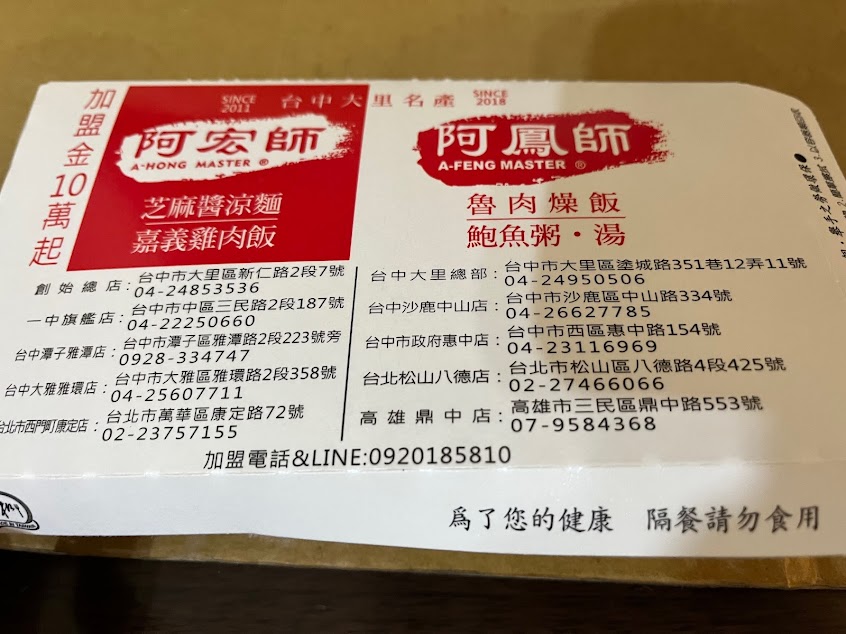 加盟金10萬起
SINCE 2011
台中大里名產
SINCE 2018
阿宏師
A-HONG MASTER ®
芝麻醬涼麵
嘉義雞肉飯
阿鳳師
A-FENG MASTER ®
魯肉燥飯
鮑魚粥・湯
創始總店：台中市大里區新仁路2段7號
04-24853536
一中旗艦店：台中市中區三民路2段187號
04-22250660
台中潭子雅潭店：台中市潭子區雅潭路2段223號旁
0928-334747
台中大雅雅環店：台中市大雅區雅環路2段358號
04-25607711
台北市西門町康定店：台北市萬華區康定路72號
02-23757155
台中大里總部：台中市大里區塗城路351巷12弄11號
04-24950506
台中沙鹿中山店：台中市沙鹿區中山路334號
04-26627785
台中市政府惠中店：台中市西區惠中路154號
04-23116969
台北松山八德店：台北市松山區八德路4段425號
02-27466066
高雄鼎中店：高雄市三民區鼎中路553號
07-9584368
加盟電話&LINE:0920185810
為了您的健康 隔餐請勿食用